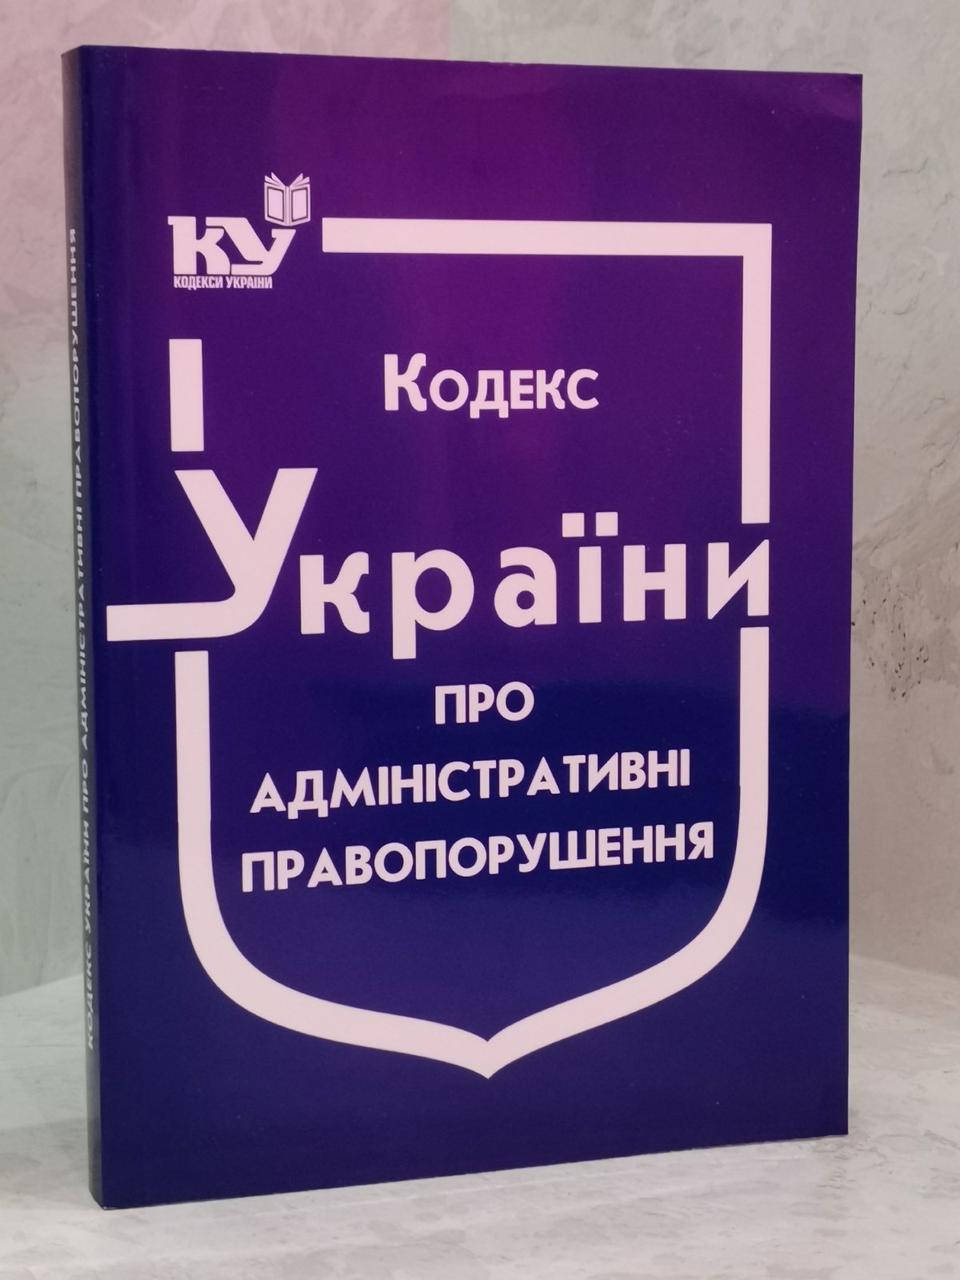 КУ
КОДЕКСИ УКРАЇНИ
Кодекс
України
ПРО
АДМІНІСТРАТИВНІ
ПРАВОПОРУШЕННЯ
КОДЕКС УКРАЇНИ ПРО АДМІНІСТРАТИВНІ ПРАВОПОРУШЕННЯ